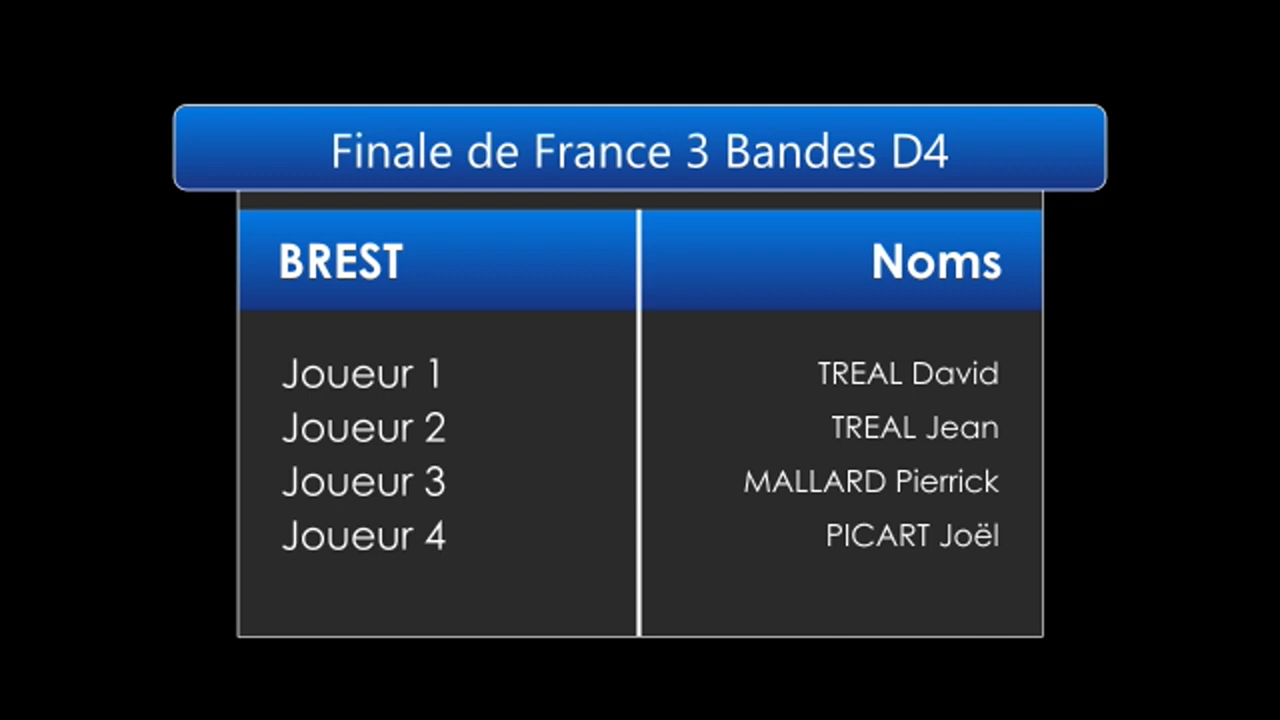 Finale de France 3 Bandes D4
BREST Noms
Joueur 1 TREAL David
Joueur 2 TREAL Jean
Joueur 3 MALLARD Pierrick
Joueur 4 PICART Joël